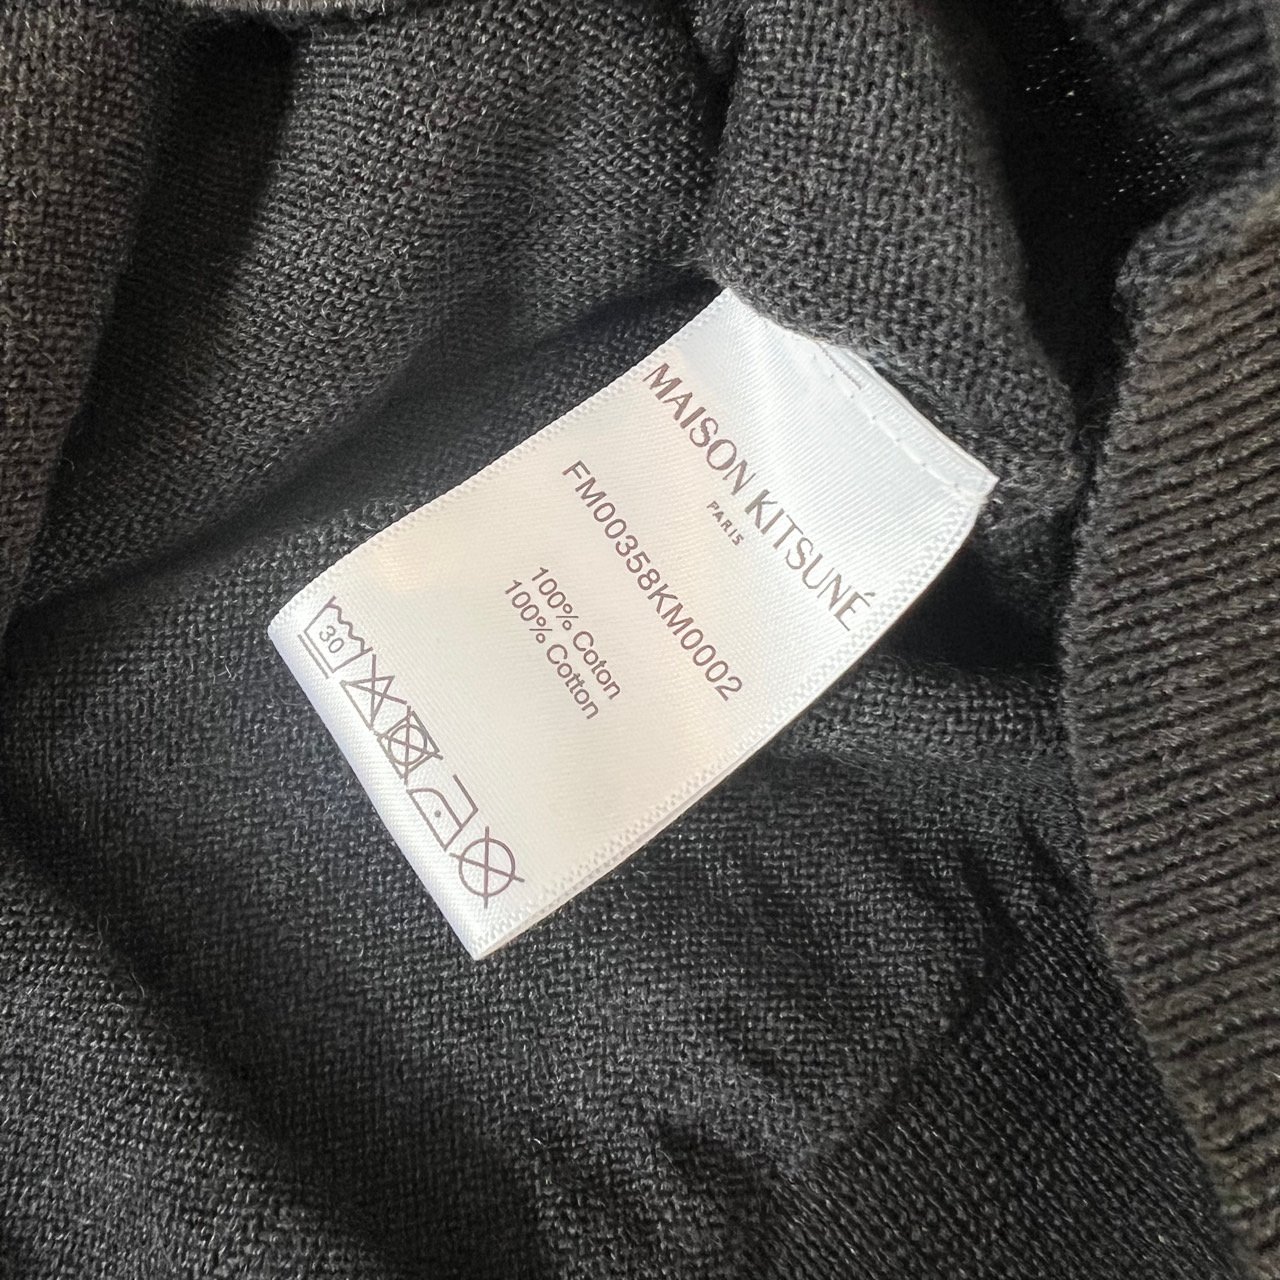 MAISON KITSUNÉ
PARIS
FM00358KM0002
100% Coton
100% Cotton
30